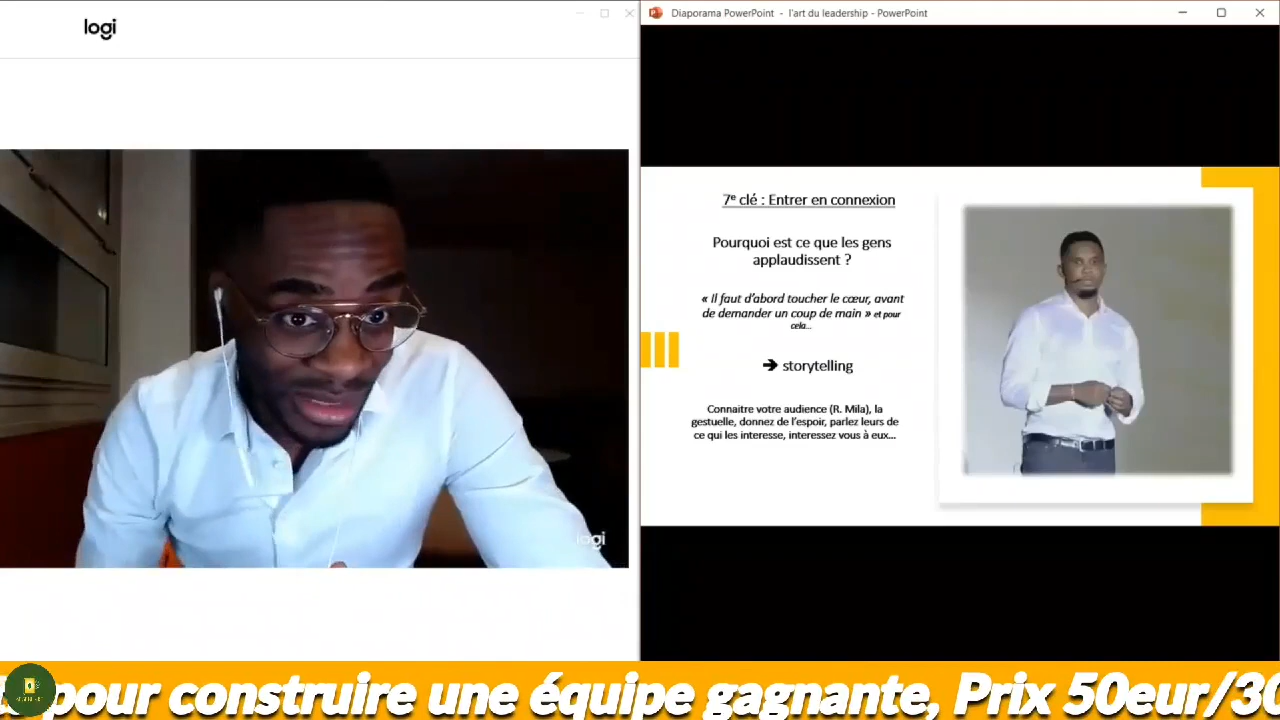 logi
Diaporama PowerPoint - l'art du leadership - PowerPoint
7e clé : Entrer en connexion
Pourquoi est ce que les gens
applaudissent ?
« Il faut d'abord toucher le cœur, avant
de demander un coup de main » et pour
cela...
➔ storytelling
Connaitre votre audience (R. Mila), la
gestuelle, donnez de l'espoir, parlez leurs de
ce qui les interesse, interessez vous à eux...
logi
pour construire une équipe gagnante, Prix 50eur/30